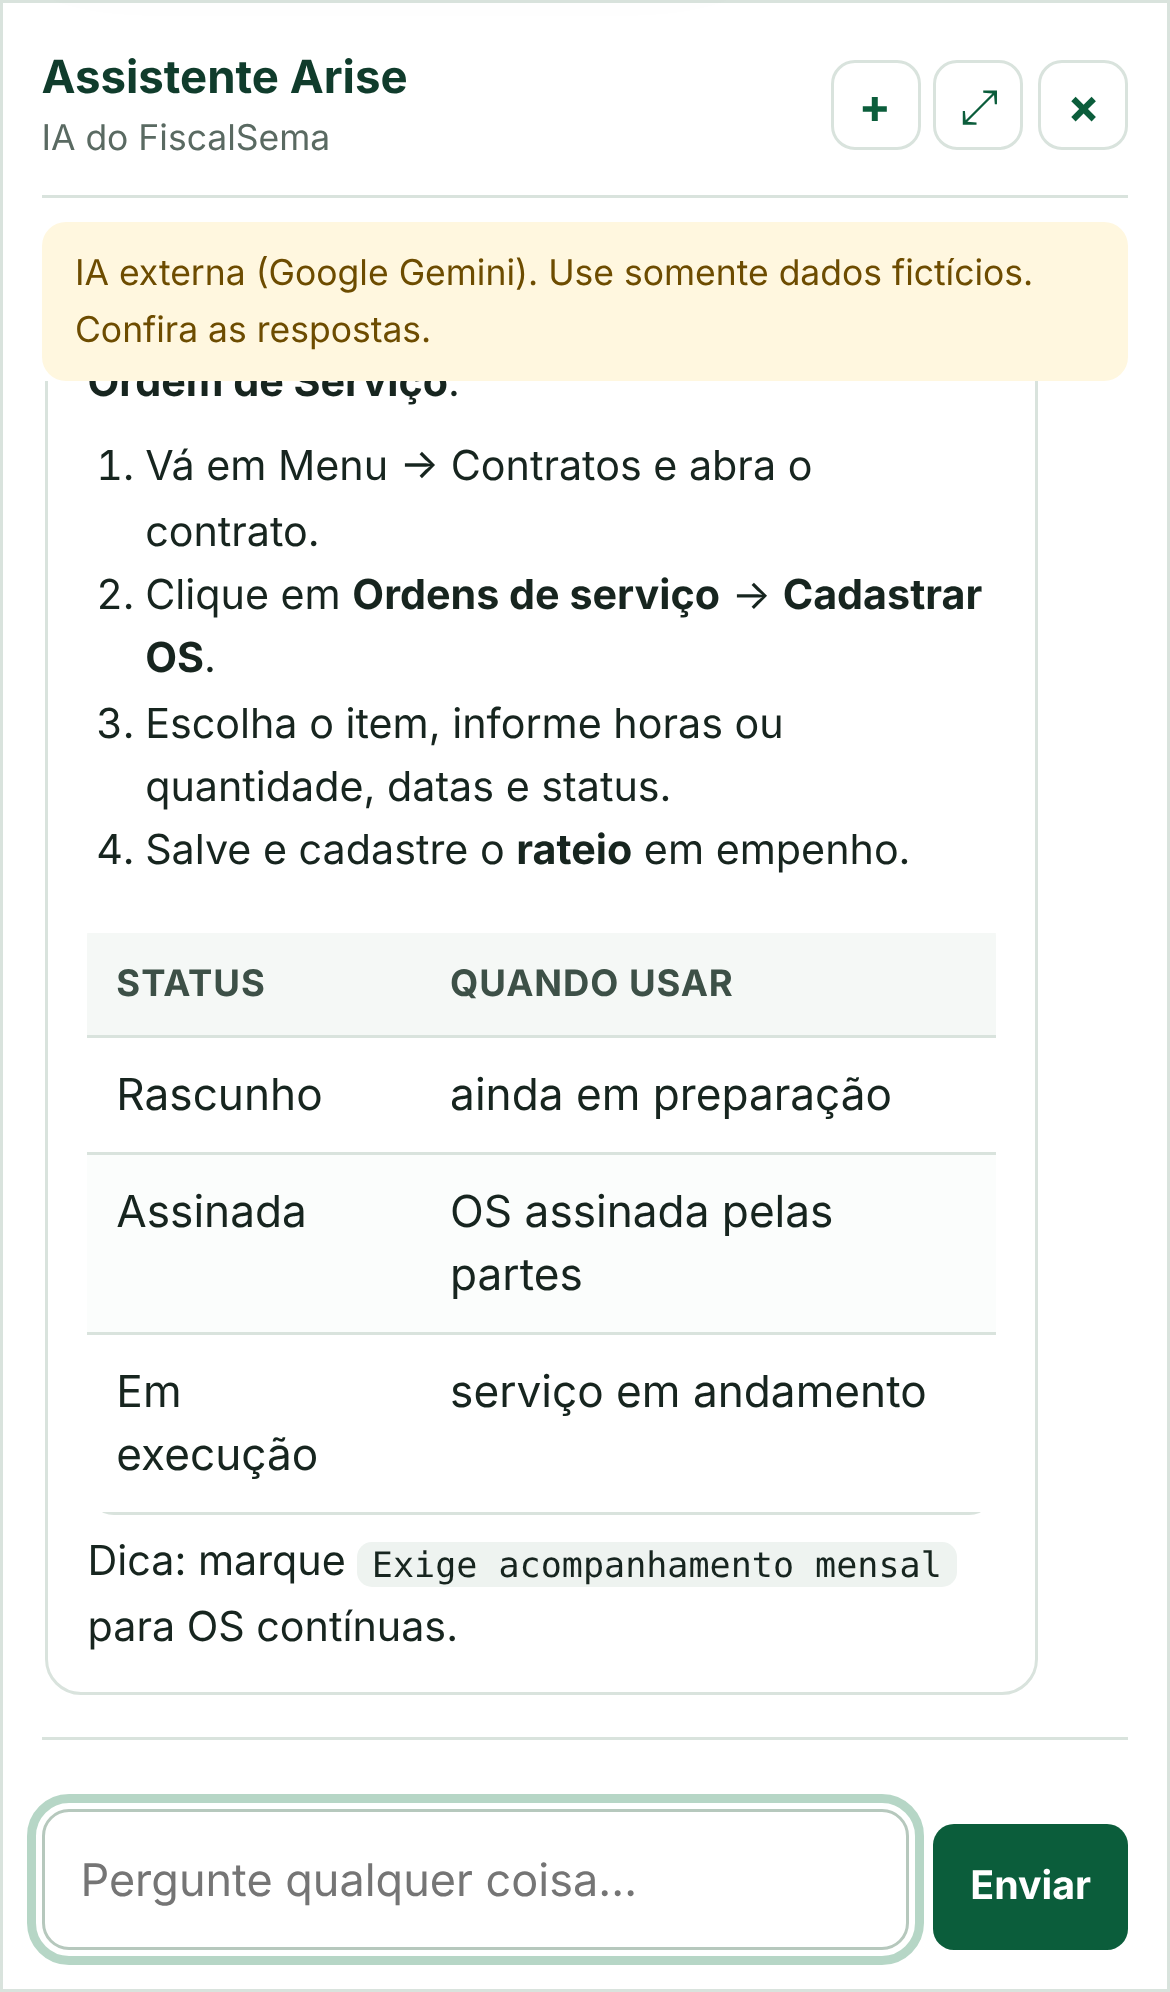 Assistente Arise
IA do FiscalSema
IA externa (Google Gemini). Use somente dados fictícios.
Confira as respostas.
Ordem de Serviço.
1. Vá em Menu → Contratos e abra o
contrato.
2. Clique em Ordens de serviço → Cadastrar
OS.
3. Escolha o item, informe horas ou
quantidade, datas e status.
4. Salve e cadastre o rateio em empenho.
STATUS QUANDO USAR
Rascunho ainda em preparação
Assinada OS assinada pelas
partes
Em serviço em andamento
execução
Dica: marque Exige acompanhamento mensal
para OS contínuas.
Pergunte qualquer coisa...
Enviar